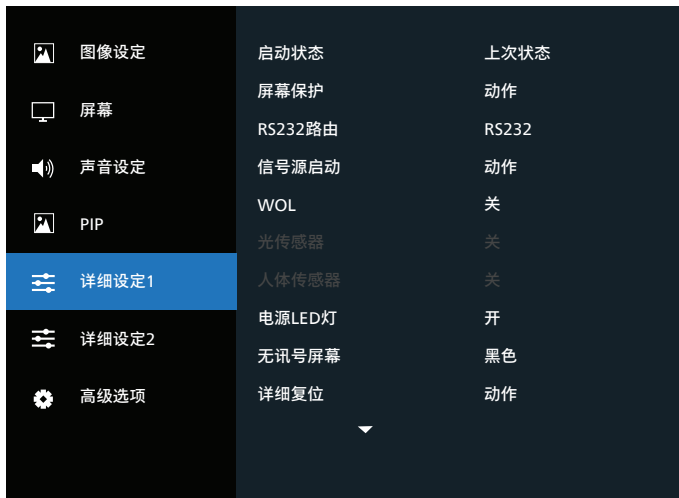 图像设定
屏幕
声音设定
PIP
详细设定1
详细设定2
高级选项
启动状态 上次状态
屏幕保护 动作
RS232路由 RS232
信号源启动 动作
WOL 关
光传感器 关
人体传感器 关
电源LED灯 开
无讯号屏幕 黑色
详细复位 动作